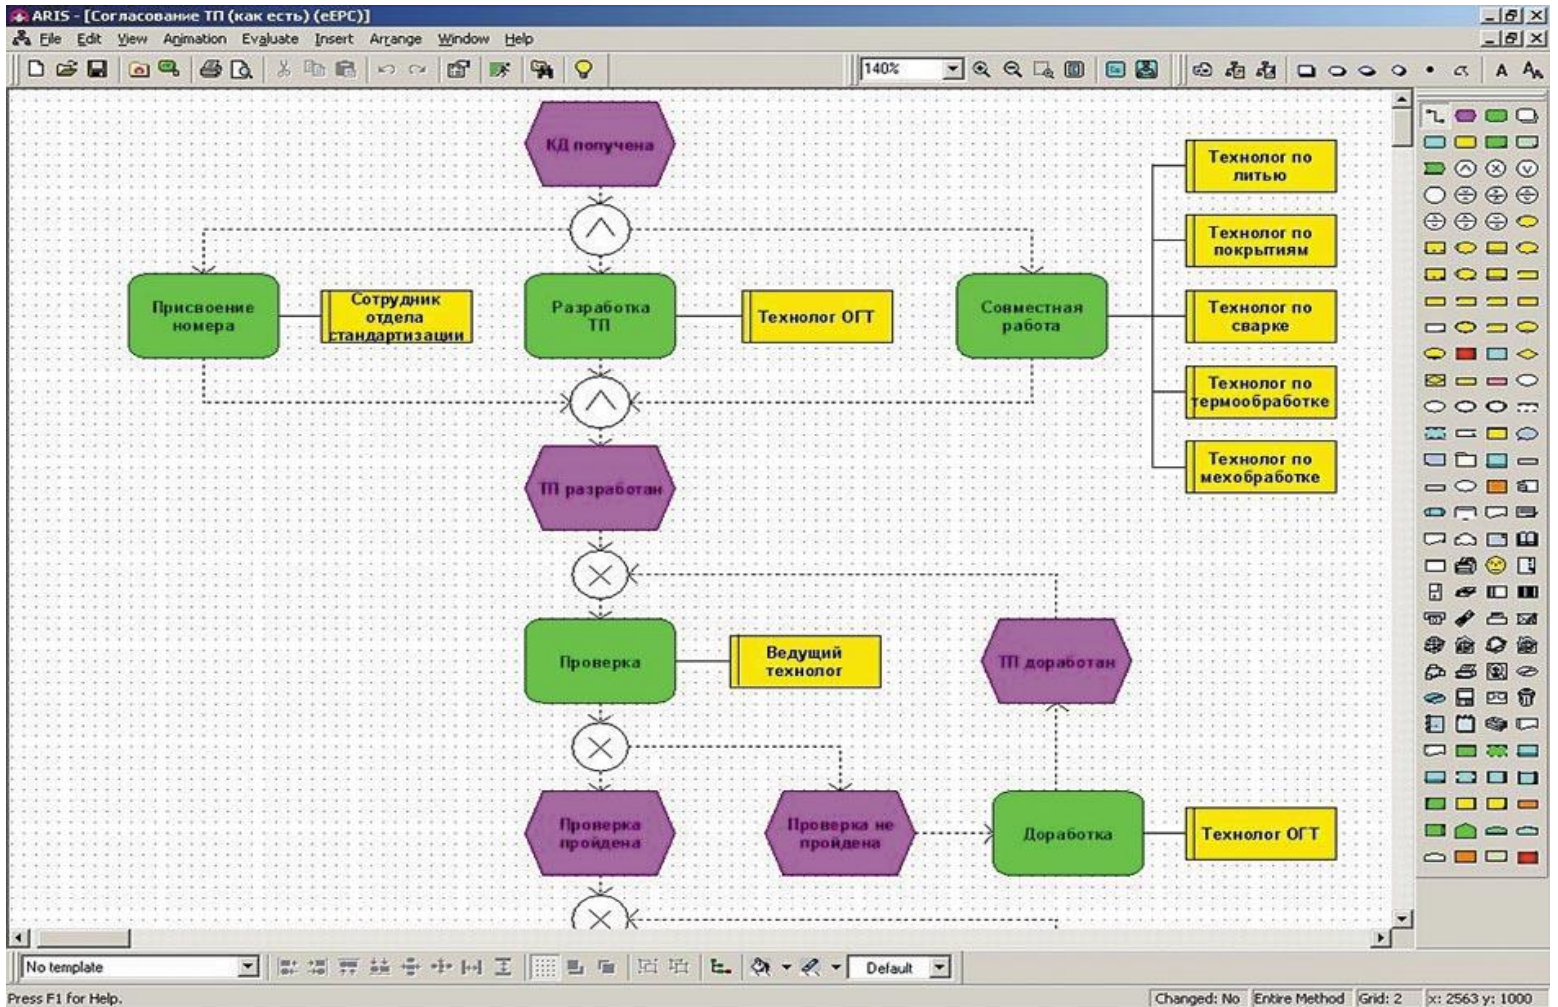 ARIS - [Согласование ТП (как есть) (eEPC)]
File Edit View Animation Evaluate Insert Arrange Window Help
140%
КД получена
Технолог по
литью
Технолог по
покрытиям
Присвоение
номера
Сотрудник
отдела
стандартизации
Разработка
ТП
Технолог ОГТ
Совместная
работа
Технолог по
сварке
Технолог по
термообработке
Технолог по
мехобработке
ТП разработан
Проверка
Ведущий
технолог
ТП доработан
Проверка
пройдена
Проверка не
пройдена
Доработка
Технолог ОГТ
No template
Default
Press F1 for Help.
Changed: No Entire Method Grid: 2 x: 2563 y: 1000